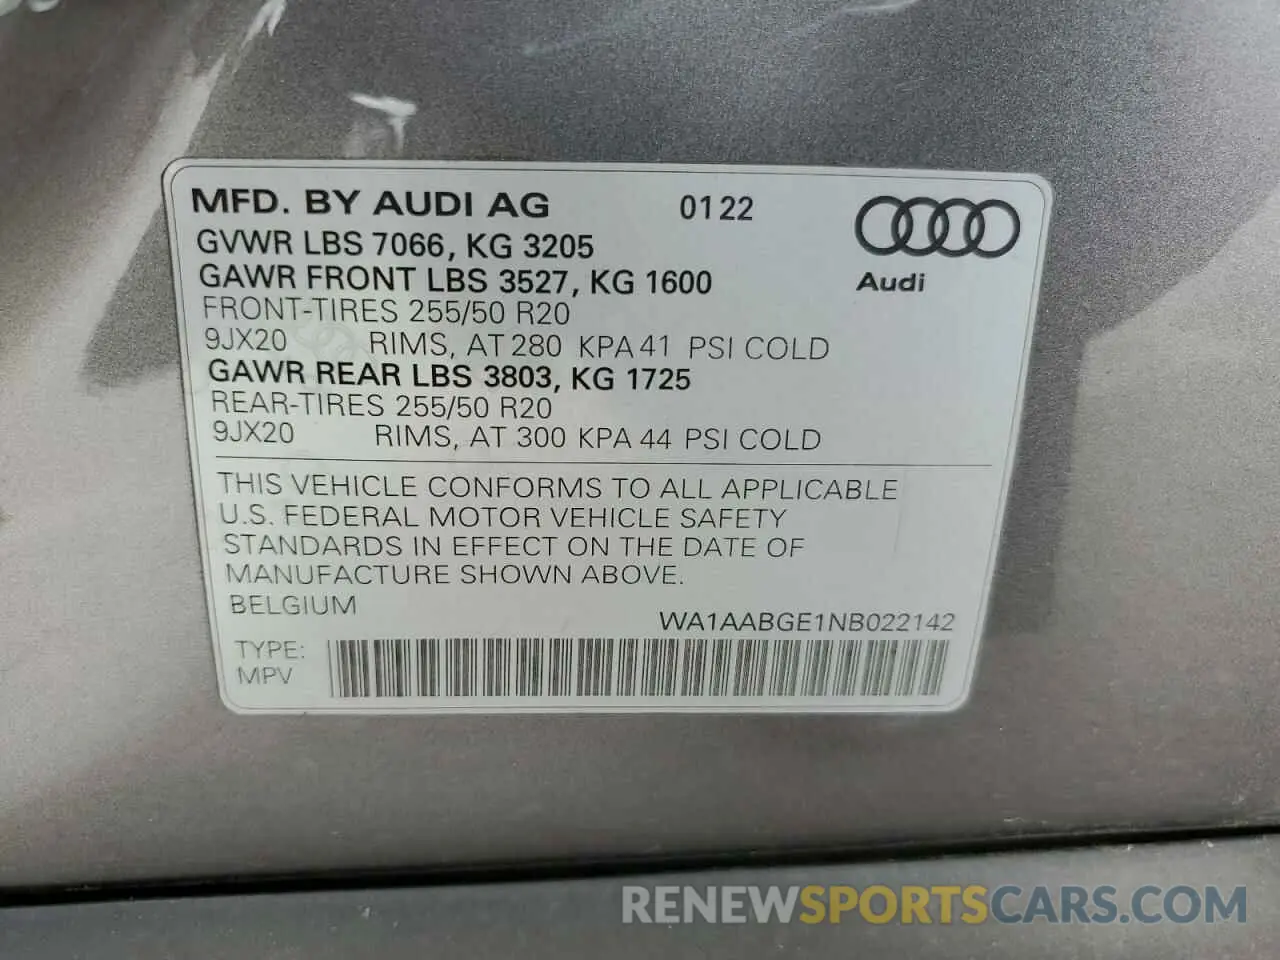 MFD. BY AUDI AG 0122
GVWR LBS 7066, KG 3205
GAWR FRONT LBS 3527, KG 1600
Audi
FRONT-TIRES 255/50 R20
9JX20 RIMS, AT 280 KPA 41 PSI COLD
GAWR REAR LBS 3803, KG 1725
REAR-TIRES 255/50 R20
9JX20 RIMS, AT 300 KPA 44 PSI COLD
THIS VEHICLE CONFORMS TO ALL APPLICABLE
U.S. FEDERAL MOTOR VEHICLE SAFETY
STANDARDS IN EFFECT ON THE DATE OF
MANUFACTURE SHOWN ABOVE.
BELGIUM
WA1AABGE1NB022142
TYPE:
MPV
RENEWSPORTSCARS.COM